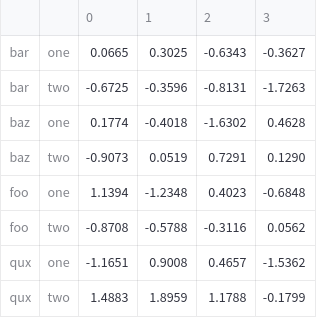 0 1 2 3
bar one 0.0665 0.3025 -0.6343 -0.3627
bar two -0.6725 -0.3596 -0.8131 -1.7263
baz one 0.1774 -0.4018 -1.6302 0.4628
baz two -0.9073 0.0519 0.7291 0.1290
foo one 1.1394 -1.2348 0.4023 -0.6848
foo two -0.8708 -0.5788 -0.3116 0.0562
qux one -1.1651 0.9008 0.4657 -1.5362
qux two 1.4883 1.8959 1.1788 -0.1799